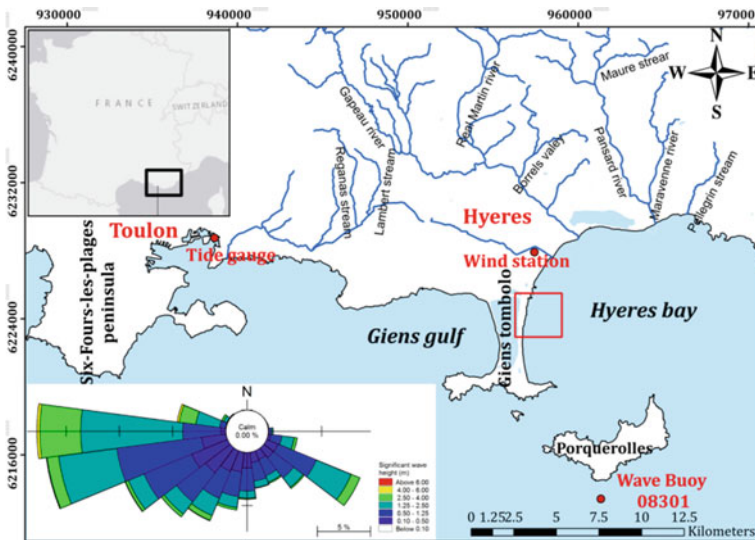 930000 940000 950000 960000 970000
6240000
6232000
6224000
6216000
FRANCE
SWITZERLAND
N
W E
S
Gapeau river
Real Martin river
Maure strear
Reganas stream
Lambert stream
Borrels valey
Pansard river
Maravenne river
Pellegrin stream
Toulon
Tide gauge
Hyeres
Wind station
Six-Fours-les-plages
peninsula
Giens gulf
Giens tombolo
Hyeres bay
Porquerolles
Wave Buoy
08301
N
Calm
0.00 %
Significant wave
height (m)
Above 6.00
4.00 - 6.00
2.50 - 4.00
1.25 - 2.50
0.50 - 1.25
0.10 - 0.50
Below 0.10
5 %
0 1.252.5 5 7.5 10 12.5
Kilometers